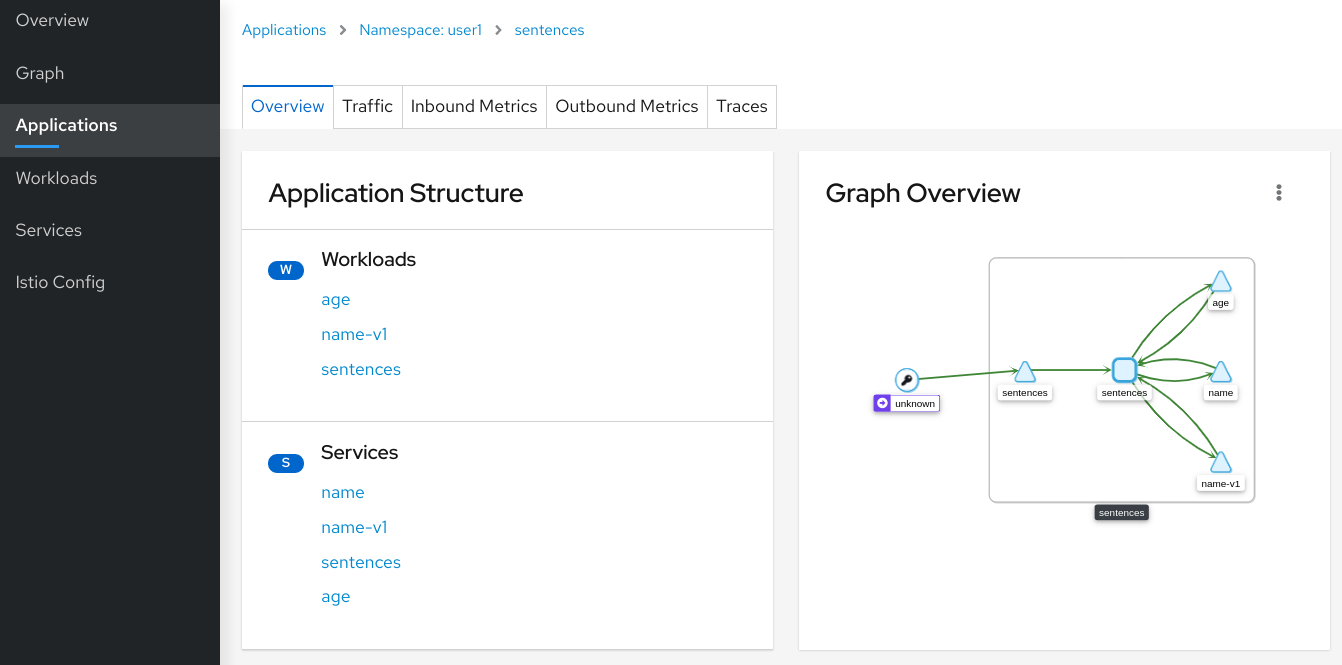 Overview
Graph
Applications
Workloads
Services
Istio Config
Applications > Namespace: user1 > sentences
Overview Traffic Inbound Metrics Outbound Metrics Traces
Application Structure
W Workloads
age
name-v1
sentences
S Services
name
name-v1
sentences
age
Graph Overview
age
unknown
sentences
sentences
name
name-v1
sentences